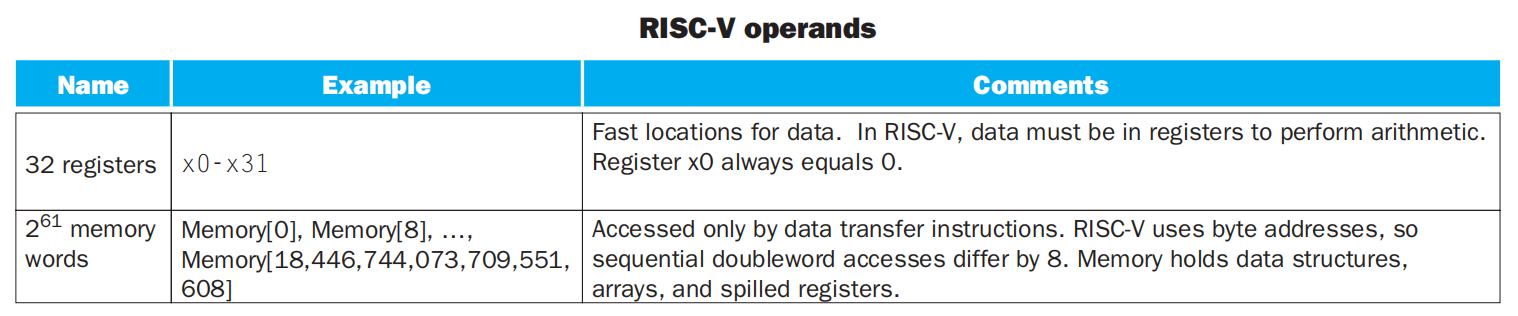 RISC-V operands
Name Example Comments
32 registers x0-x31 Fast locations for data. In RISC-V, data must be in registers to perform arithmetic.
Register x0 always equals 0.
2^61 memory Memory[0], Memory[8], …, Accessed only by data transfer instructions. RISC-V uses byte addresses, so
words Memory[18,446,744,073,709,551, sequential doubleword accesses differ by 8. Memory holds data structures,
608] arrays, and spilled registers.